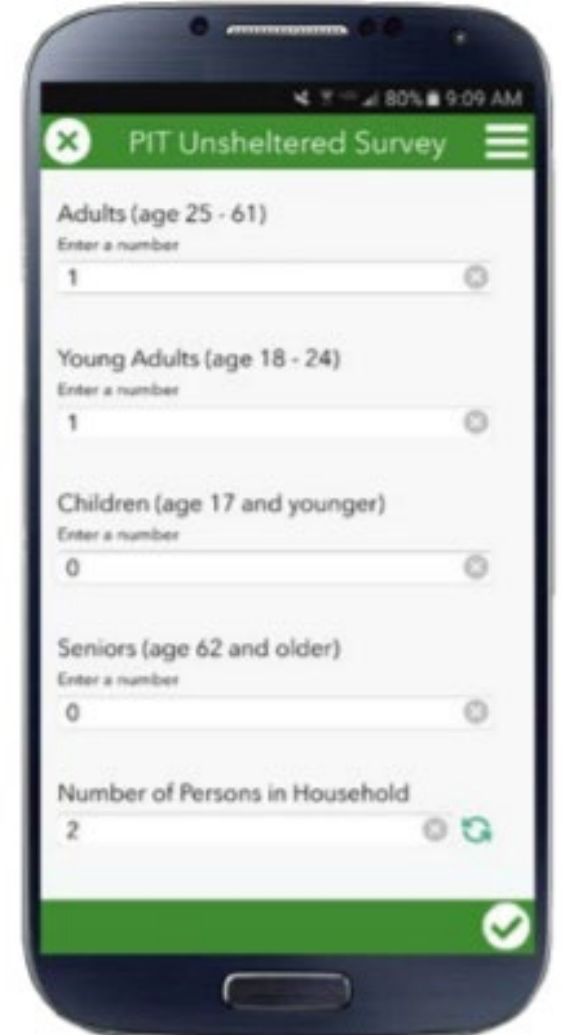 80% 9:09 AM
PIT Unsheltered Survey
Adults (age 25 - 61)
Enter a number
1
Young Adults (age 18 - 24)
Enter a number
1
Children (age 17 and younger)
Enter a number
0
Seniors (age 62 and older)
Enter a number
0
Number of Persons in Household
2